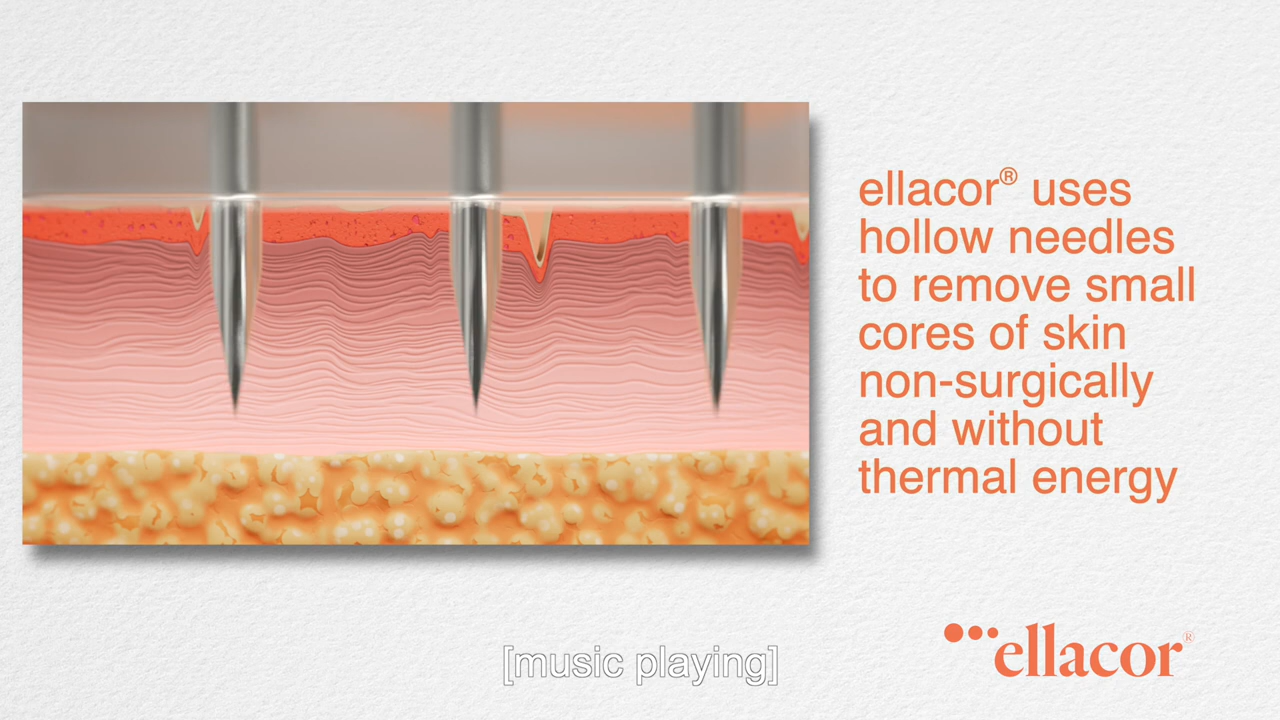 ellacor® uses
hollow needles
to remove small
cores of skin
non-surgically
and without
thermal energy
ellacor®
[music playing]